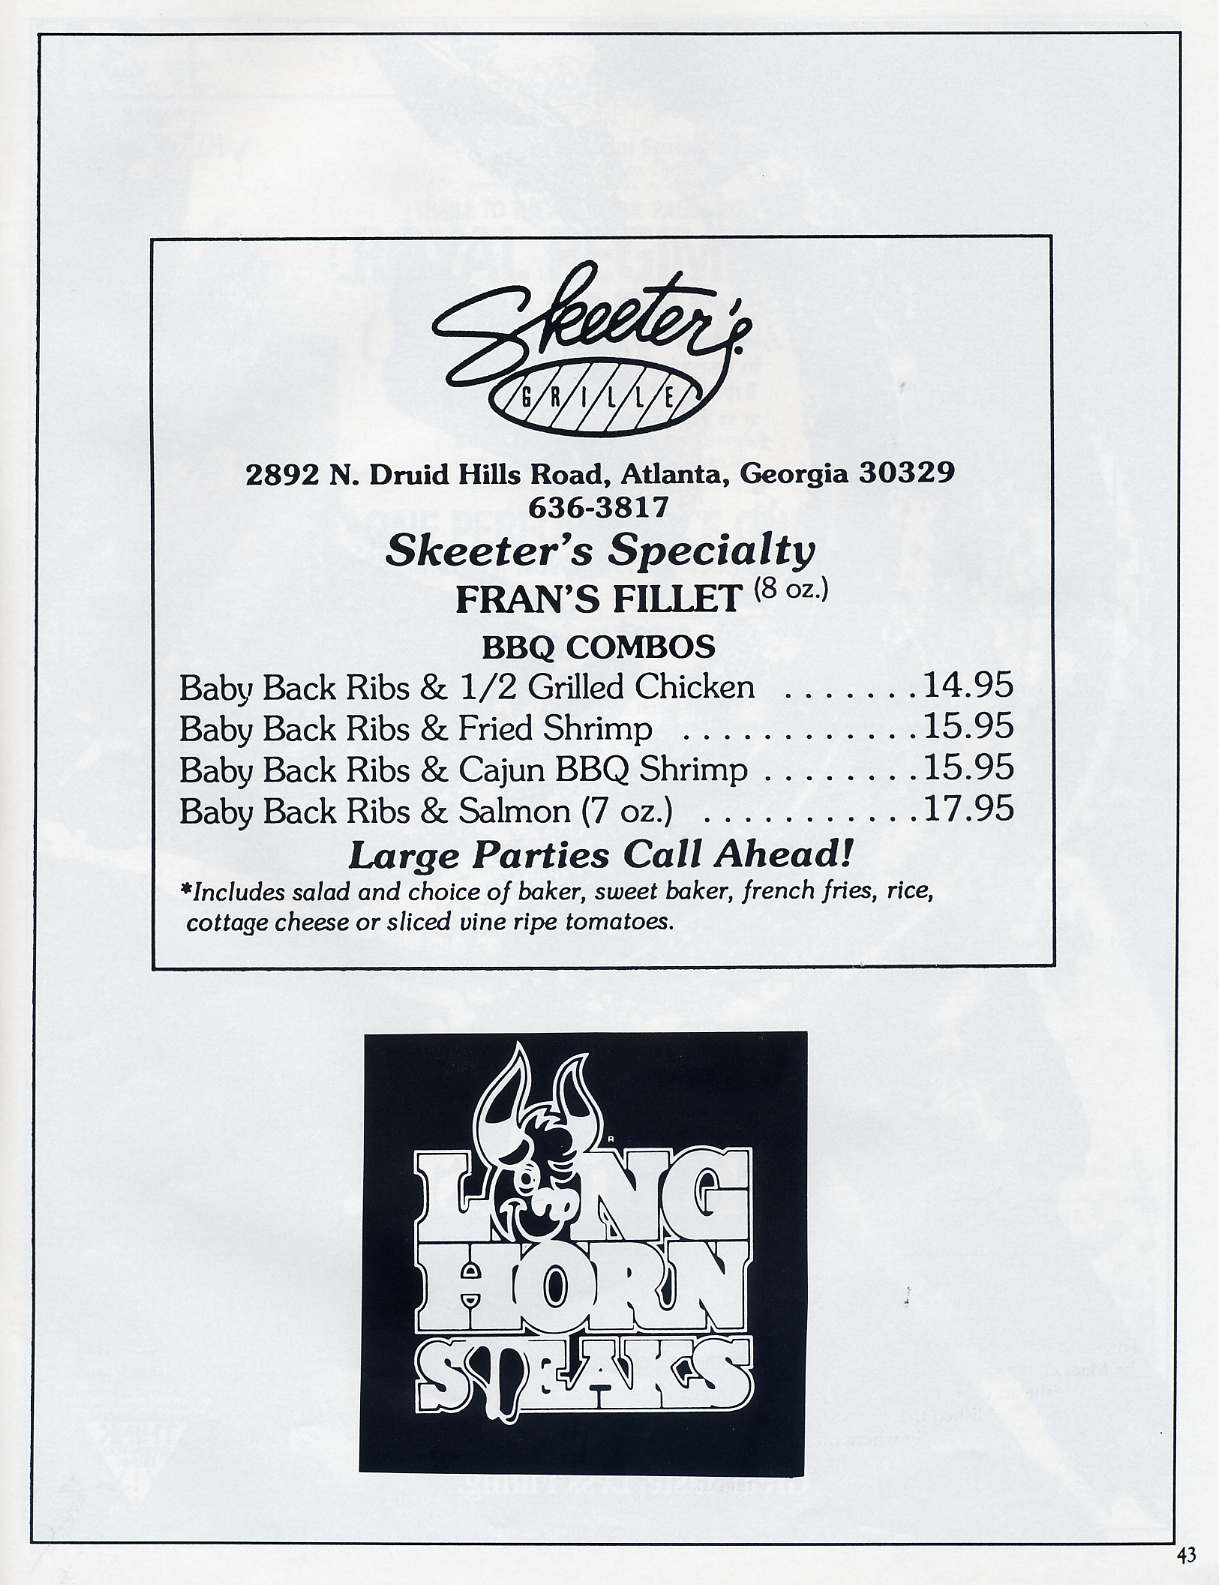 Skeeter's
GRILLE
2892 N. Druid Hills Road, Atlanta, Georgia 30329
636-3817
Skeeter's Specialty
FRAN'S FILLET (8 oz.)
BBQ COMBOS
Baby Back Ribs & 1/2 Grilled Chicken .......14.95
Baby Back Ribs & Fried Shrimp ............15.95
Baby Back Ribs & Cajun BBQ Shrimp ........15.95
Baby Back Ribs & Salmon (7 oz.) ...........17.95
Large Parties Call Ahead!
*Includes salad and choice of baker, sweet baker, french fries, rice,
cottage cheese or sliced vine ripe tomatoes.
R
LONG
HORN
STEAKS
43